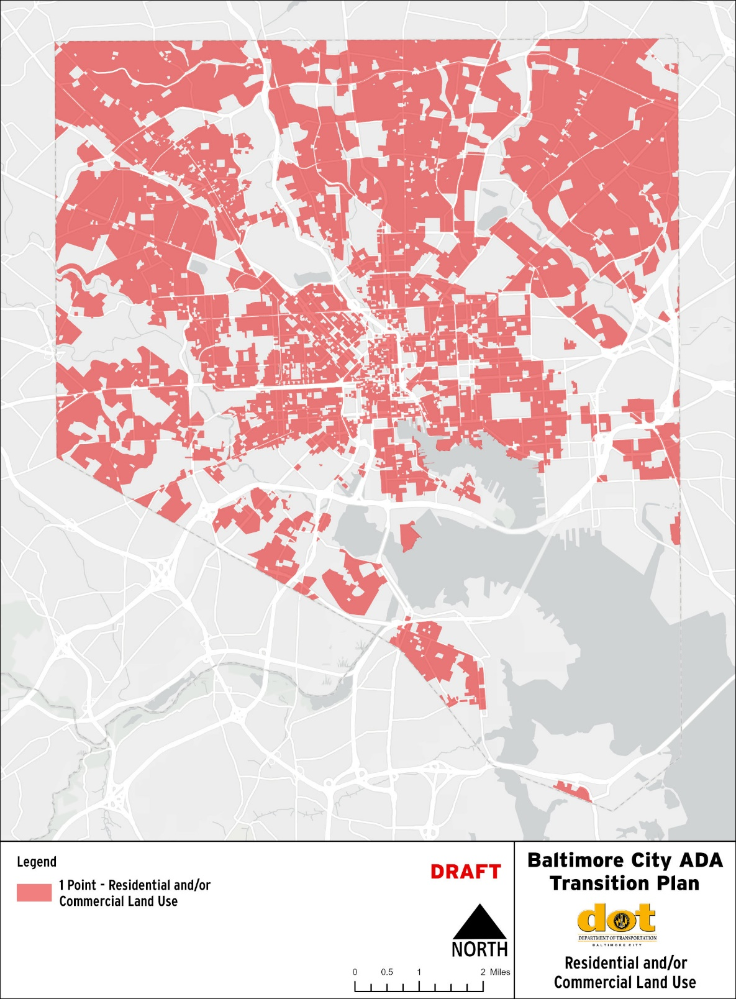 Legend
1 Point - Residential and/or
Commercial Land Use
DRAFT
NORTH
0 0.5 1 2 Miles
Baltimore City ADA
Transition Plan
dot
DEPARTMENT OF TRANSPORTATION
BALTIMORE CITY
Residential and/or
Commercial Land Use